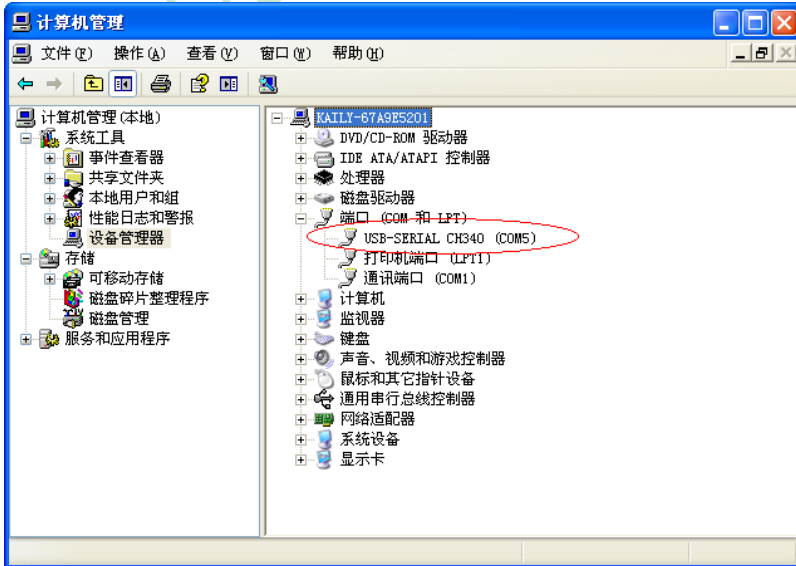 计算机管理
文件(F) 操作(A) 查看(V) 窗口(W) 帮助(H)
计算机管理(本地)
系统工具
事件查看器
共享文件夹
本地用户和组
性能日志和警报
设备管理器
存储
可移动存储
磁盘碎片整理程序
磁盘管理
服务和应用程序
KAILY-67A9E5201
DVD/CD-ROM 驱动器
IDE ATA/ATAPI 控制器
处理器
磁盘驱动器
端口 (COM 和 LPT)
USB-SERIAL CH340 (COM5)
打印机端口 (LPT1)
通讯端口 (COM1)
计算机
监视器
键盘
声音、视频和游戏控制器
鼠标和其它指针设备
通用串行总线控制器
网络适配器
系统设备
显示卡